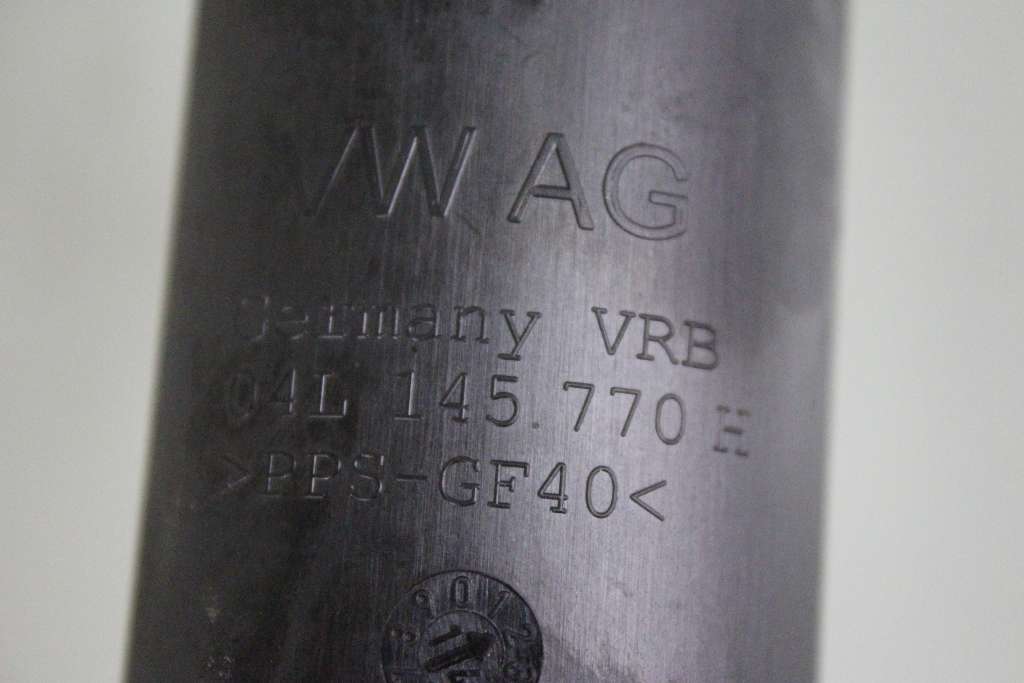 VW AG
Germany VRB
04L 145.770 H
>PPS-GF40<